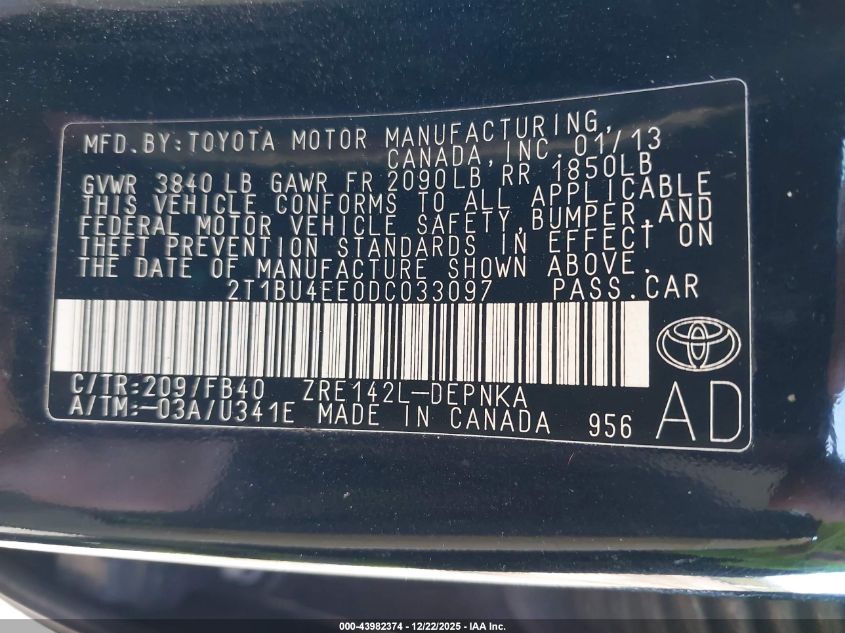 MFD.BY:TOYOTA MOTOR MANUFACTURING,
CANADA,INC. 01/13
GVWR 3840 LB GAWR FR 2090LB RR 1850LB
THIS VEHICLE CONFORMS TO ALL APPLICABLE
FEDERAL MOTOR VEHICLE SAFETY,BUMPER,AND
THEFT PREVENTION STANDARDS IN EFFECT ON
THE DATE OF MANUFACTURE SHOWN ABOVE.
2T1BU4EE0DC033097 PASS.CAR
C/TR:209/FB40 ZRE142L-DEPNKA
A/TM:-03A/U341E MADE IN CANADA 956 AD
000-43982374 - 12/22/2025 - IAA Inc.